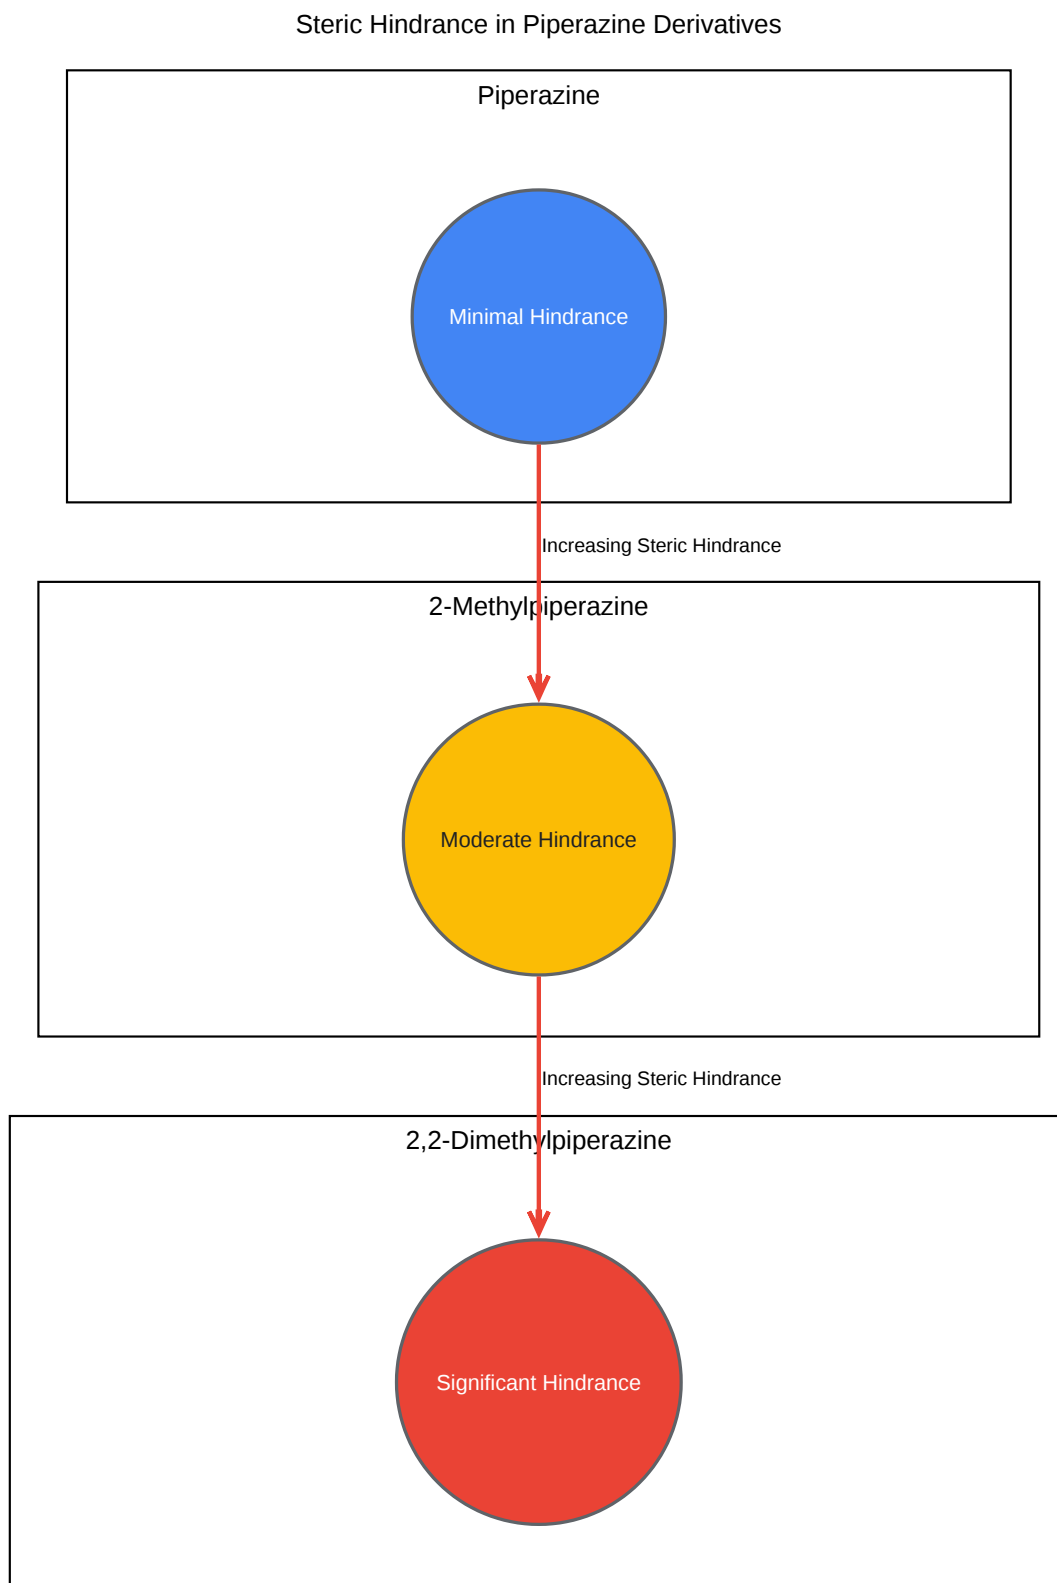 Steric Hindrance in Piperazine Derivatives
Piperazine
Minimal Hindrance
Increasing Steric Hindrance
2-Methylpiperazine
Moderate Hindrance
Increasing Steric Hindrance
2,2-Dimethylpiperazine
Significant Hindrance